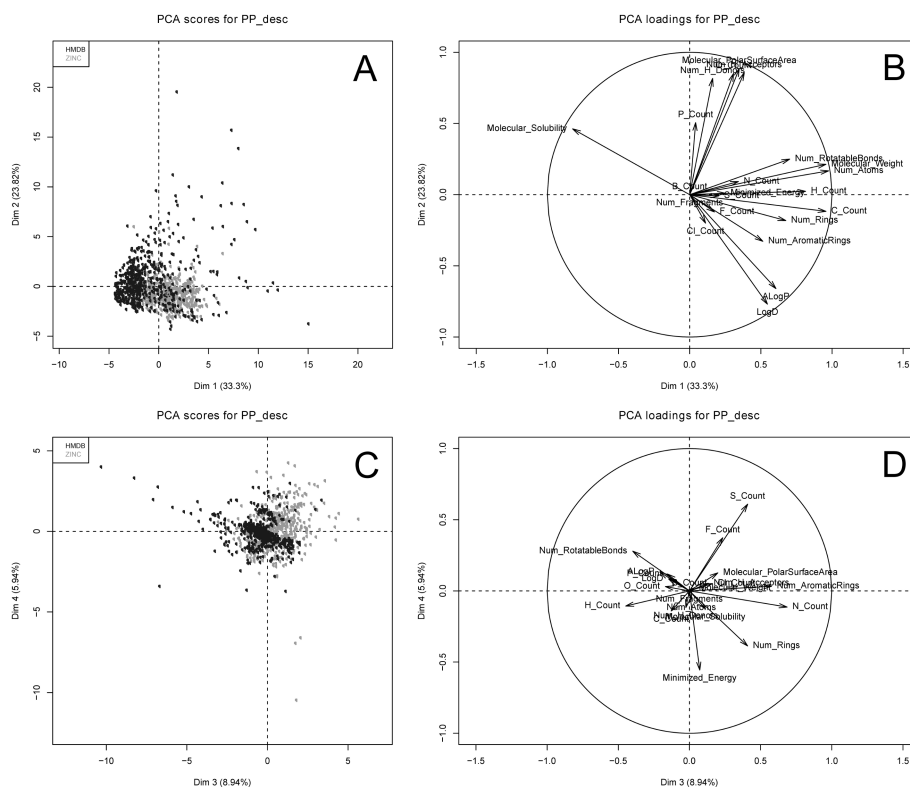 PCA scores for PP_desc
HMDB
ZINC
A
Dim 2 (23.82%)
20
15
10
5
0
−5
−10
−5
0
5
10
15
20
Dim 1 (33.3%)
PCA loadings for PP_desc
B
Dim 2 (23.82%)
1.0
0.5
0.0
−0.5
−1.0
Molecular_PolarSurfaceArea
Num_H_Donors
P_Count
Molecular_Solubility
Num_RotatableBonds
Molecular_Weight
Num_Atoms
N_Count
B_Count
Minimized_Energy
H_Count
Num_Fragments
F_Count
C_Count
Num_Rings
Cl_Count
Num_AromaticRings
ALogP
LogD
−1.5
−1.0
−0.5
0.0
0.5
1.0
1.5
Dim 1 (33.3%)
PCA scores for PP_desc
HMDB
ZINC
C
Dim 4 (5.94%)
5
0
−5
−10
−10
−5
0
5
Dim 3 (8.94%)
PCA loadings for PP_desc
D
Dim 4 (5.94%)
1.0
0.5
0.0
−0.5
−1.0
S_Count
F_Count
Num_RotatableBonds
ALogP
LogD
Molecular_PolarSurfaceArea
O_Count
Num_AromaticRings
H_Count
Num_Fragments
N_Count
Num_Atoms
Num_Rings
Minimized_Energy
−1.5
−1.0
−0.5
0.0
0.5
1.0
1.5
Dim 3 (8.94%)